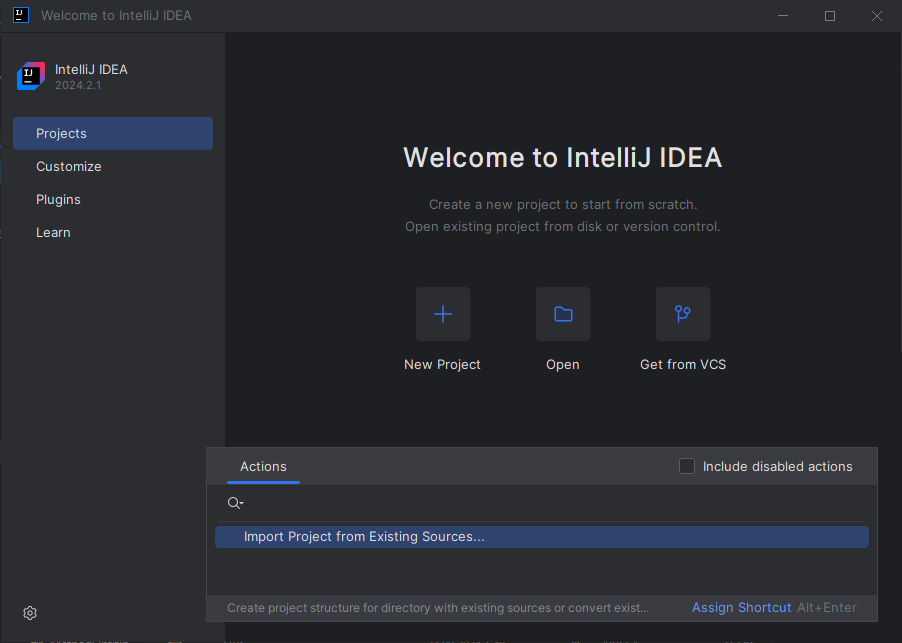 Welcome to IntelliJ IDEA
IntelliJ IDEA
2024.2.1
Projects
Customize
Plugins
Learn
Welcome to IntelliJ IDEA
Create a new project to start from scratch.
Open existing project from disk or version control.
New Project
Open
Get from VCS
Actions
Include disabled actions
Import Project from Existing Sources...
Create project structure for directory with existing sources or convert exist...
Assign Shortcut Alt+Enter